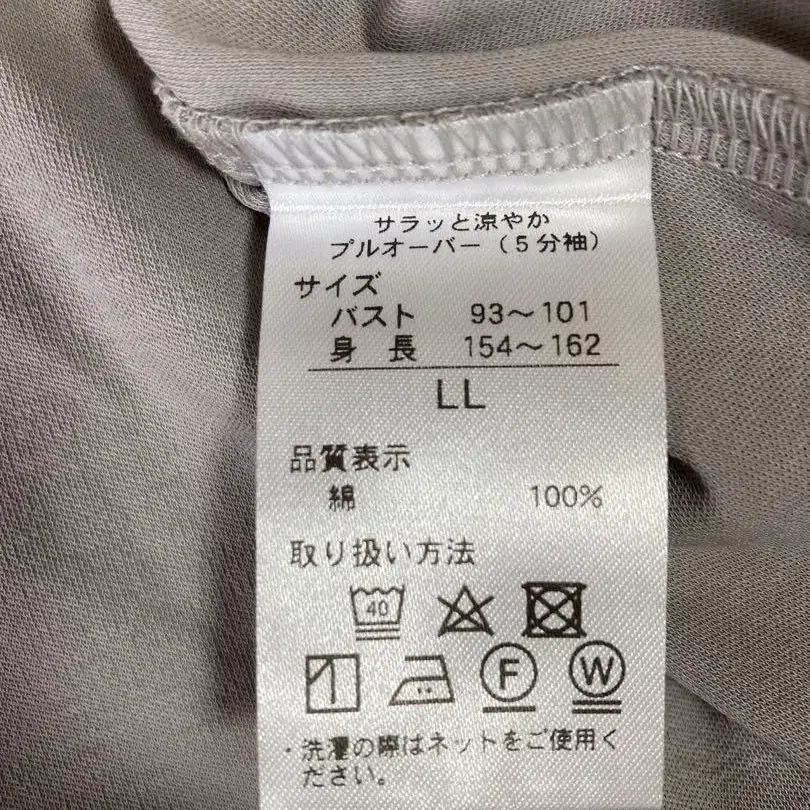 サラッと涼やか
プルオーバー（5分袖）
サイズ
バスト 93〜101
身長 154〜162
LL
品質表示
綿 100%
取り扱い方法
40
F W
・洗濯の際はネットをご使用く
ださい。